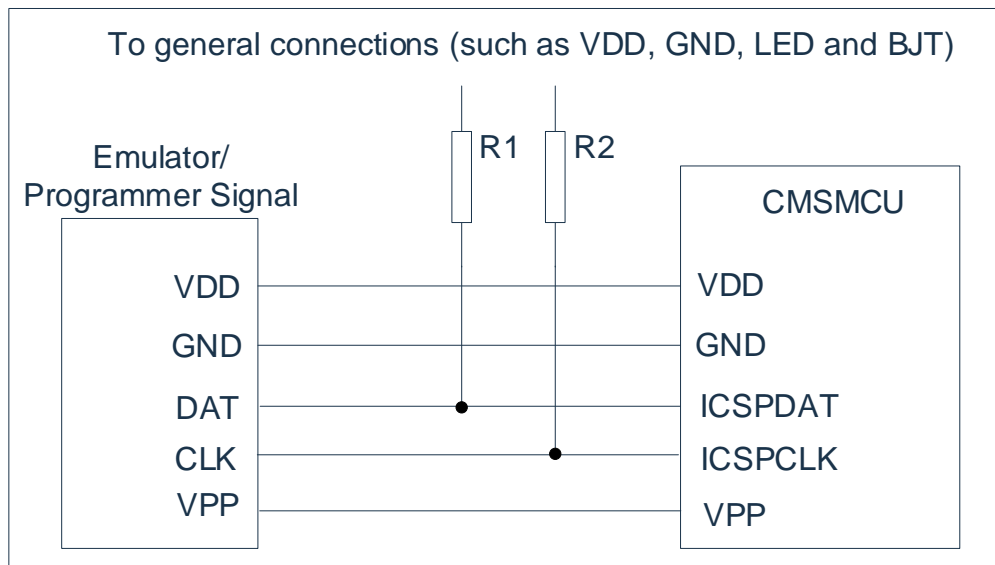 To general connections (such as VDD, GND, LED and BJT)
R1
R2
Emulator/
Programmer Signal
CMSMCU
VDD
VDD
GND
GND
DAT
ICSPDAT
CLK
ICSPCLK
VPP
VPP